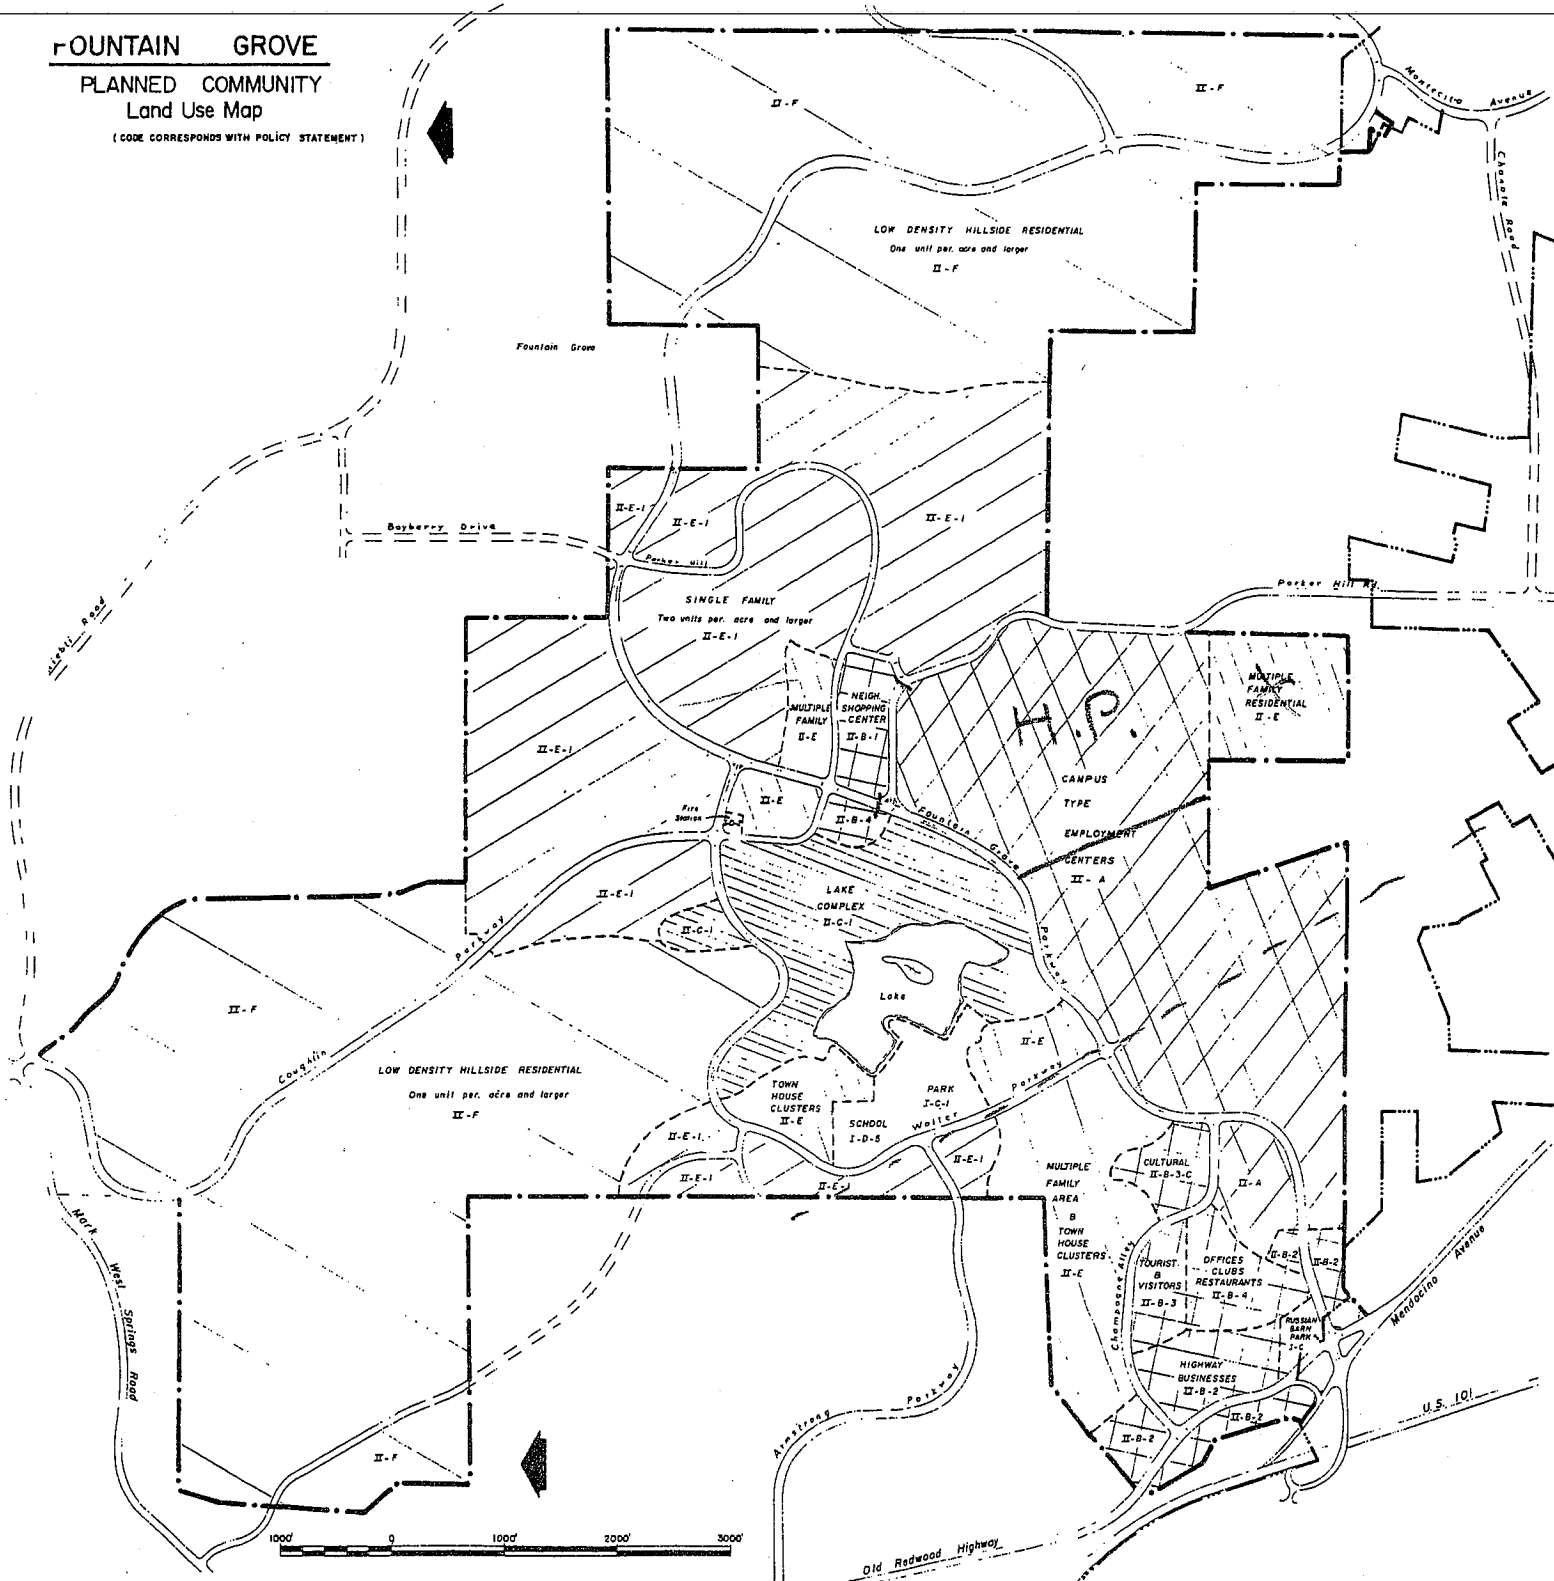 FOUNTAIN GROVE
PLANNED COMMUNITY
Land Use Map
( CODE CORRESPONDS WITH POLICY STATEMENT )
II-F
II-F
Montecito Avenue
Chanate Road
LOW DENSITY HILLSIDE RESIDENTIAL
One unit per. acre and larger
II-F
Fountain Grove
II-E-1
II-E-1
II-E-1
Bayberry Drive
Parker Hill
Parker Hill Rd.
Road
SINGLE FAMILY
Two units per. acre and larger
II-E-1
MULTIPLE
FAMILY
II-E
NEIGH.
SHOPPING
CENTER
II-B-1
H.P.
MULTIPLE
FAMILY
RESIDENTIAL
II-E
II-E-1
CAMPUS
TYPE
EMPLOYMENT
CENTERS
II-A
Fire
Station
II-E
II-B-4
Fountain Grove Parkway
II-E-1
LAKE
COMPLEX
II-C-1
II-C-1
Coughlin Parkway
II-F
Lake
II-E
LOW DENSITY HILLSIDE RESIDENTIAL
One unit per. acre and larger
II-F
TOWN
HOUSE
CLUSTERS
II-E
PARK
I-C-1
SCHOOL
I-D-5
Walter Parkway
II-E-1
II-E-1
II-E-1
II-E-1
MULTIPLE
FAMILY
AREA
&
TOWN
HOUSE
CLUSTERS
II-E
CULTURAL
II-B-3-C
II-A
Champagne Alley
TOURIST
&
VISITORS
II-B-3
OFFICES
CLUBS
RESTAURANTS
II-B-4
II-B-2
II-B-2
RUSSIAN
BARN
PARK
I-C
Mendocino Avenue
HIGHWAY
BUSINESSES
II-B-2
II-B-2
II-B-2
U.S. 101
Mark West Springs Road
Armstrong Parkway
II-F
1000' 0 1000' 2000' 3000'
Old Redwood Highway